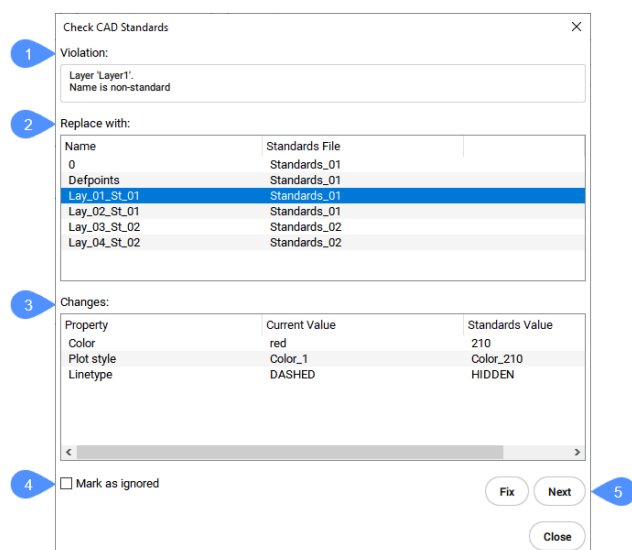 Check CAD Standards
1
Violation:
Layer 'Layer1'.
Name is non-standard
2
Replace with:
Name Standards File
0 Standards_01
Defpoints Standards_01
Lay_01_St_01 Standards_01
Lay_02_St_01 Standards_01
Lay_03_St_02 Standards_02
Lay_04_St_02 Standards_02
3
Changes:
Property Current Value Standards Value
Color red 210
Plot style Color_1 Color_210
Linetype DASHED HIDDEN
4
Mark as ignored
Fix Next
5
Close